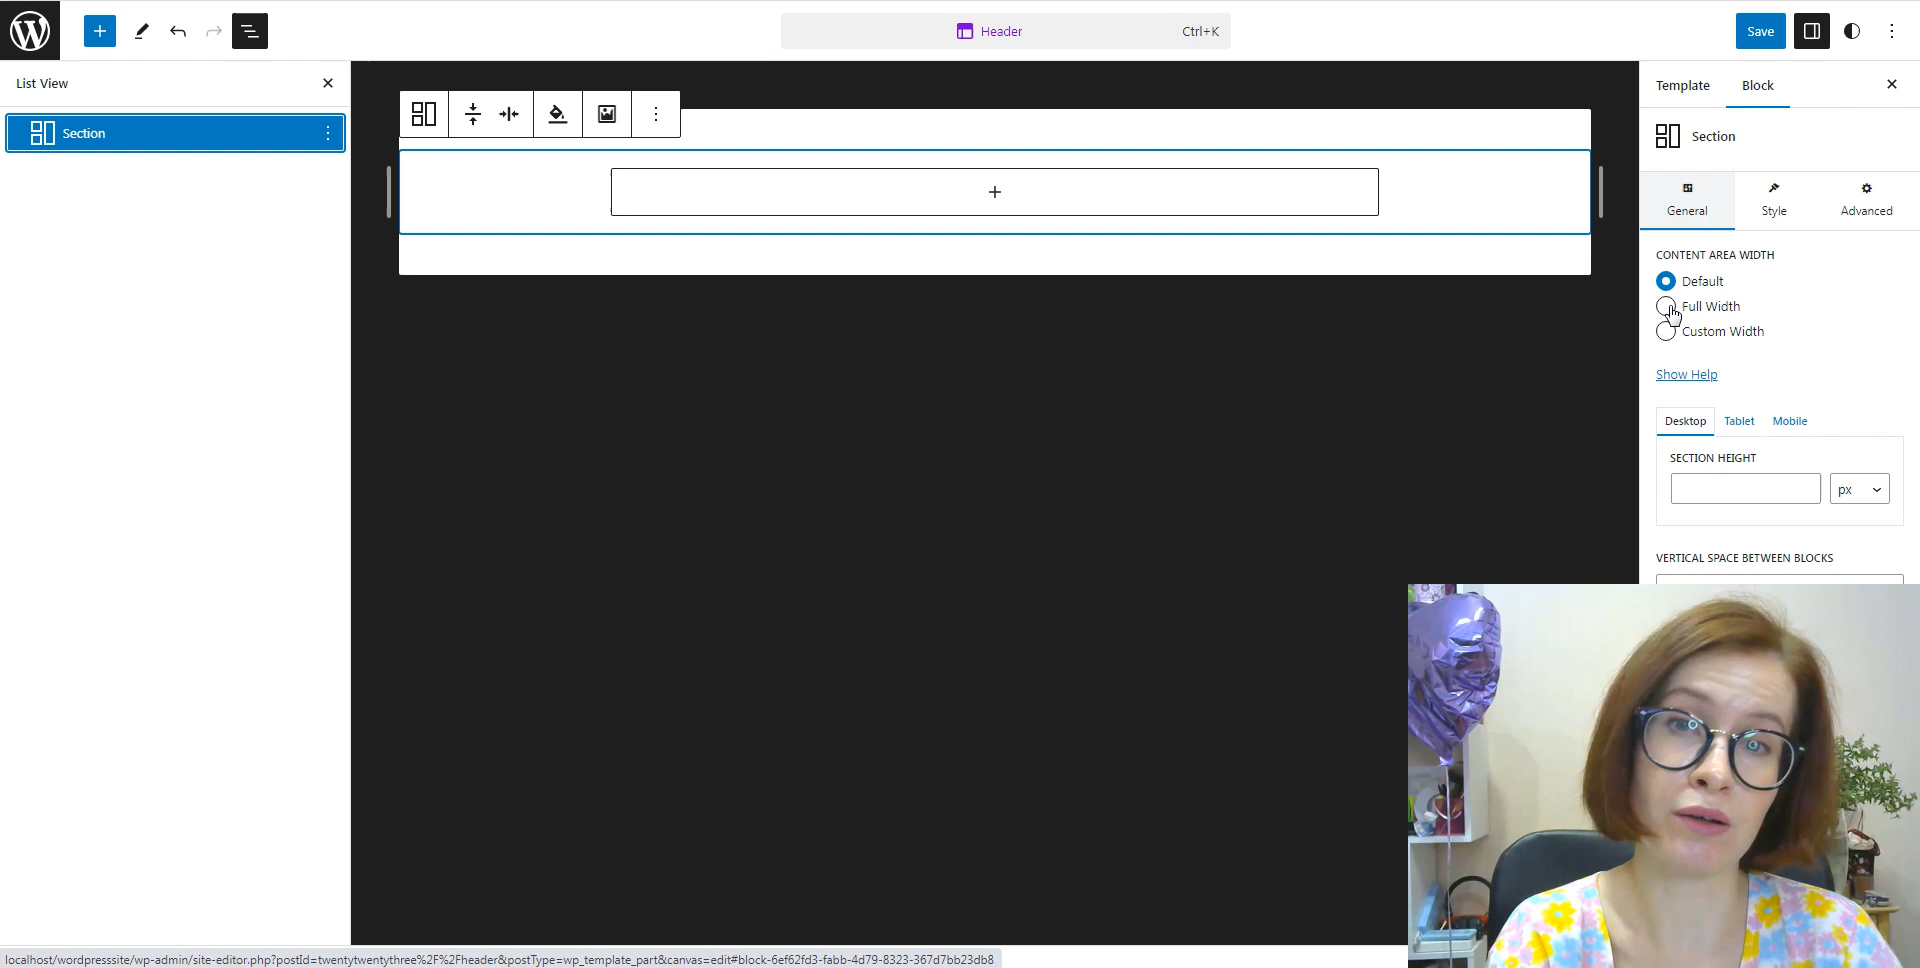 Header
Ctrl+K
Save
List View
Section
Template
Block
Section
General
Style
Advanced
CONTENT AREA WIDTH
Default
Full Width
Custom Width
Show Help
Desktop
Tablet
Mobile
SECTION HEIGHT
px
VERTICAL SPACE BETWEEN BLOCKS
localhost/wordpresssite/wp-admin/site-editor.php?postId=twentytwentythree%2F%2Fheader&postType=wp_template_part&canvas=edit#block-6ef62fd3-fabb-4d79-8323-367d7bb23db8